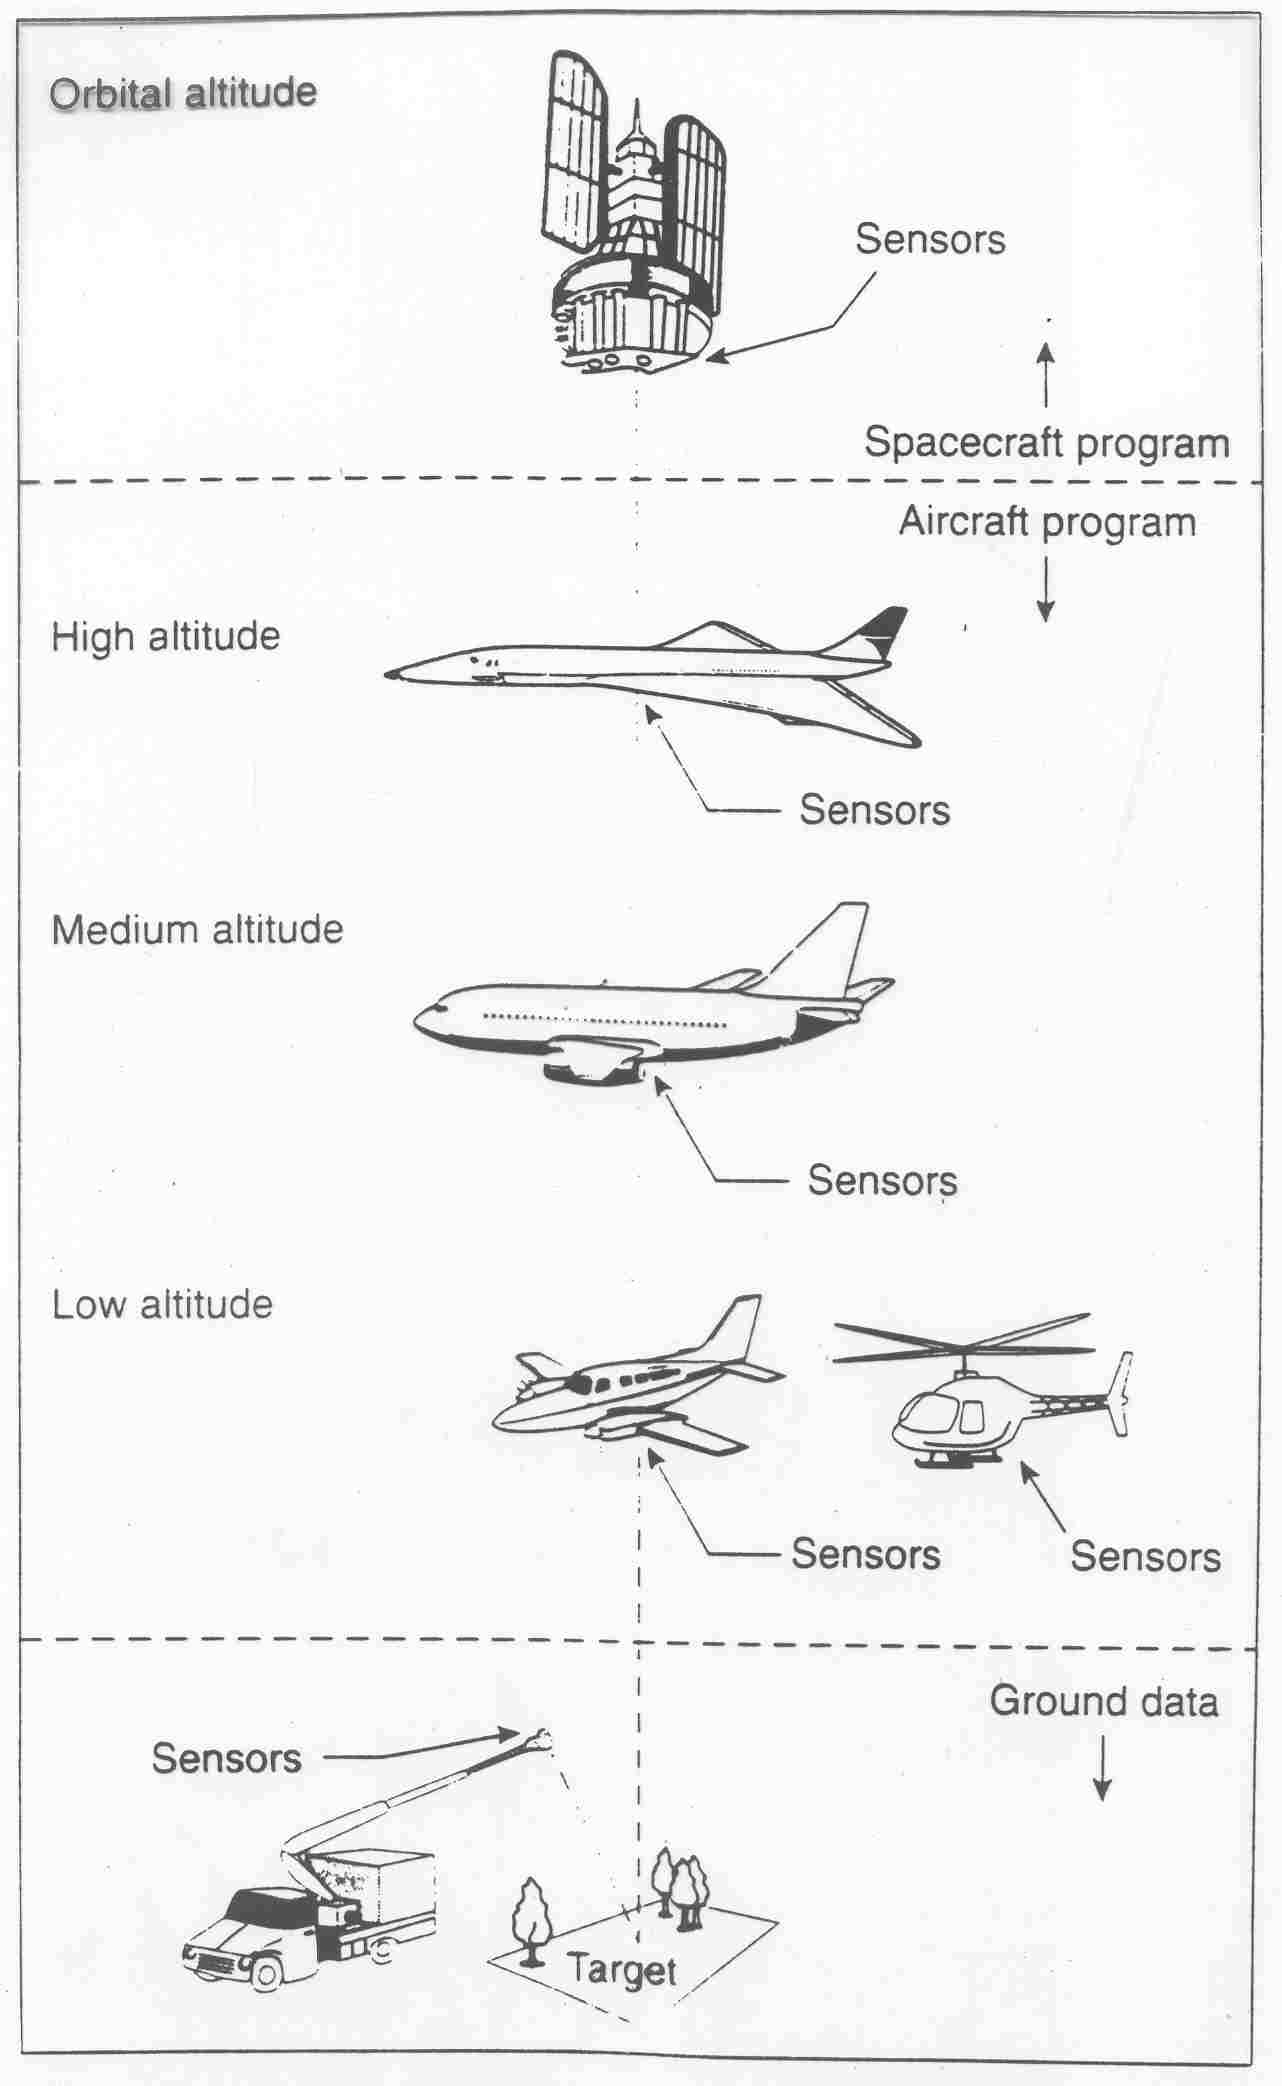 Orbital altitude
Sensors
Spacecraft program
Aircraft program
High altitude
Sensors
Medium altitude
Sensors
Low altitude
Sensors
Sensors
Ground data
Sensors
Target